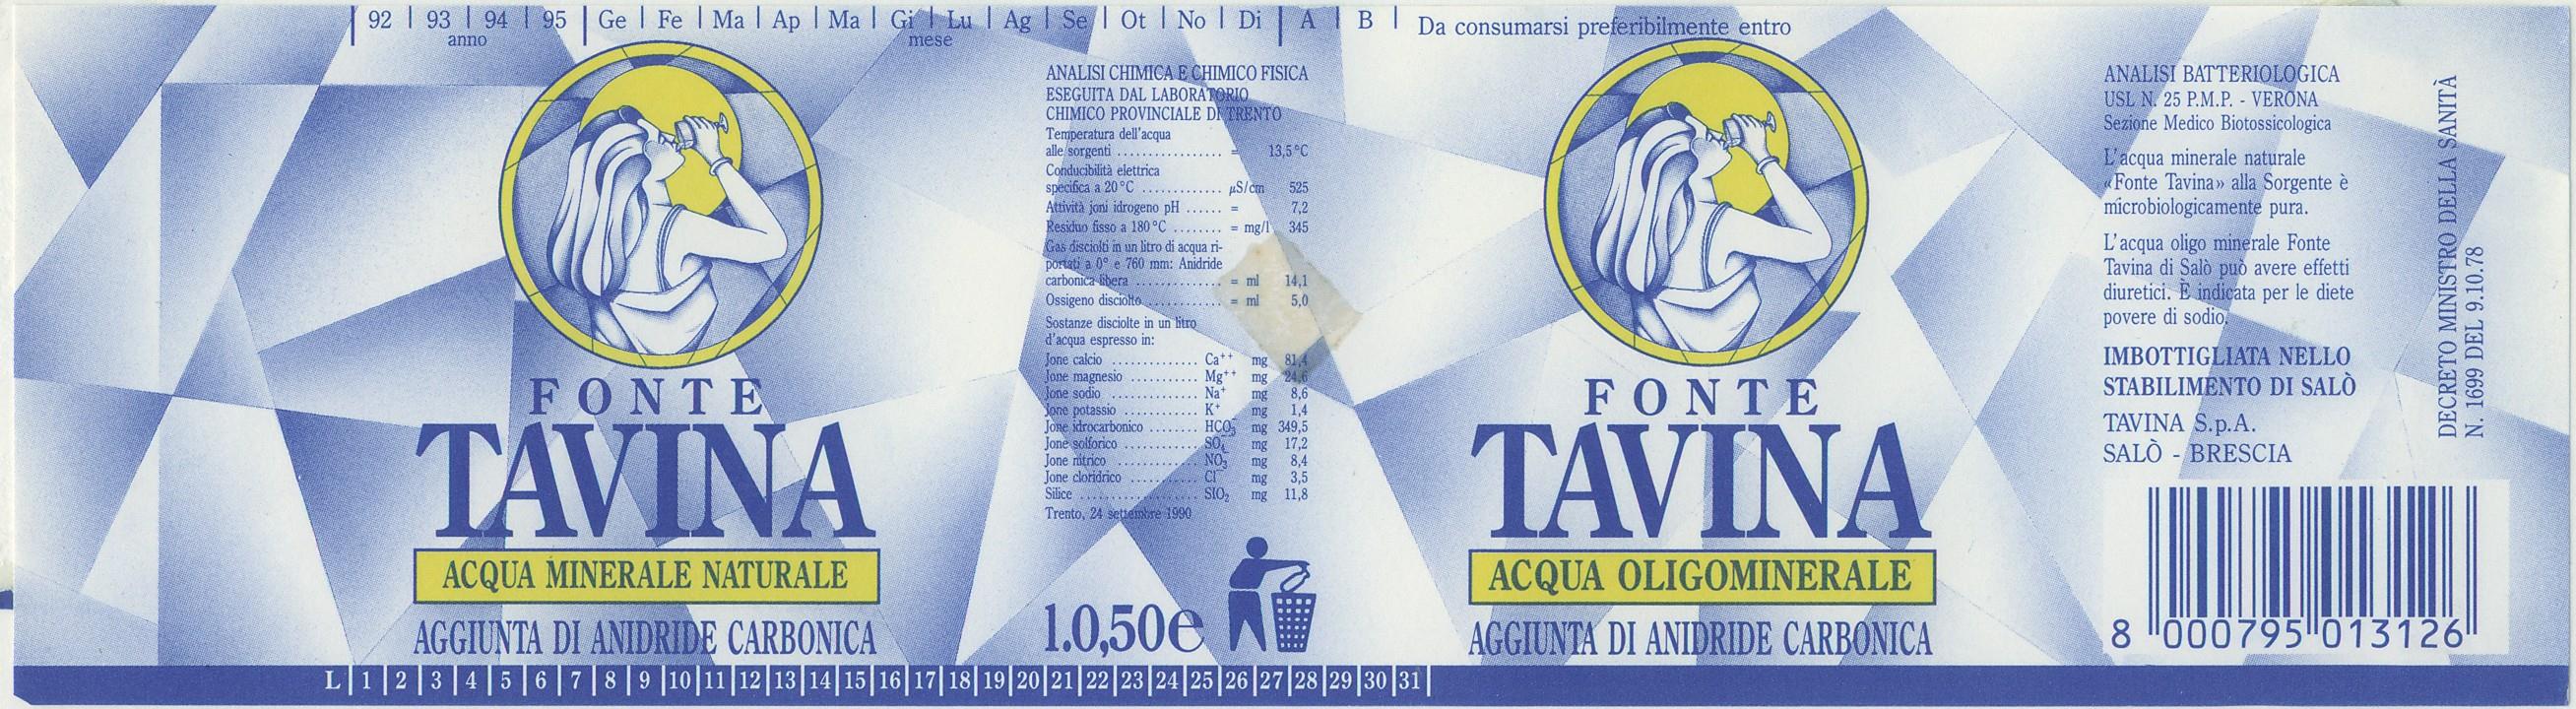 92 | 93 | 94 | 95 | Ge | Fe | Ma | Ap | Ma | Gi | Lu | Ag | Se | Ot | No | Di | A | B | Da consumarsi preferibilmente entro
anno mese
FONTE
TAVINA
ACQUA MINERALE NATURALE
AGGIUNTA DI ANIDRIDE CARBONICA
ANALISI CHIMICA E CHIMICO FISICA
ESEGUITA DAL LABORATORIO
CHIMICO PROVINCIALE DI TRENTO
Temperatura dell'acqua
alle sorgenti ................. = 13,5°C
Conducibilità elettrica
specifica a 20°C ............. µS/cm 525
Attività joni idrogeno pH ...... = 7,2
Residuo fisso a 180°C ........ = mg/l 345
Gas disciolti in un litro di acqua ri-
portati a 0° e 760 mm: Anidride
carbonica libera .............. = ml 14,1
Ossigeno disciolto ............ = ml 5,0
Sostanze disciolte in un litro
d'acqua espresso in:
Jone calcio .............. Ca⁺⁺ mg 81,4
Jone magnesio ........... Mg⁺⁺ mg 24,6
Jone sodio .............. Na⁺ mg 8,6
Jone potassio ............ K⁺ mg 1,4
Jone idrocarbonico ........ HCO₃⁻ mg 349,5
Jone solforico ............ SO₄⁻⁻ mg 17,2
Jone nitrico ............. NO₃⁻ mg 8,4
Jone cloridrico ........... Cl⁻ mg 3,5
Silice ................... SIO₂ mg 11,8
Trento, 24 settembre 1990
l.0,50e
FONTE
TAVINA
ACQUA OLIGOMINERALE
AGGIUNTA DI ANIDRIDE CARBONICA
ANALISI BATTERIOLOGICA
USL N. 25 P.M.P. - VERONA
Sezione Medico Biotossicologica
L'acqua minerale naturale
«Fonte Tavina» alla Sorgente è
microbiologicamente pura.
L'acqua oligo minerale Fonte
Tavina di Salò può avere effetti
diuretici. È indicata per le diete
povere di sodio.
IMBOTTIGLIATA NELLO
STABILIMENTO DI SALÒ
TAVINA S.p.A.
SALÒ - BRESCIA
DECRETO MINISTRO DELLA SANITÀ
N. 1699 DEL 9.10.78
8 000795 013126
L | 1 | 2 | 3 | 4 | 5 | 6 | 7 | 8 | 9 | 10 | 11 | 12 | 13 | 14 | 15 | 16 | 17 | 18 | 19 | 20 | 21 | 22 | 23 | 24 | 25 | 26 | 27 | 28 | 29 | 30 | 31 |